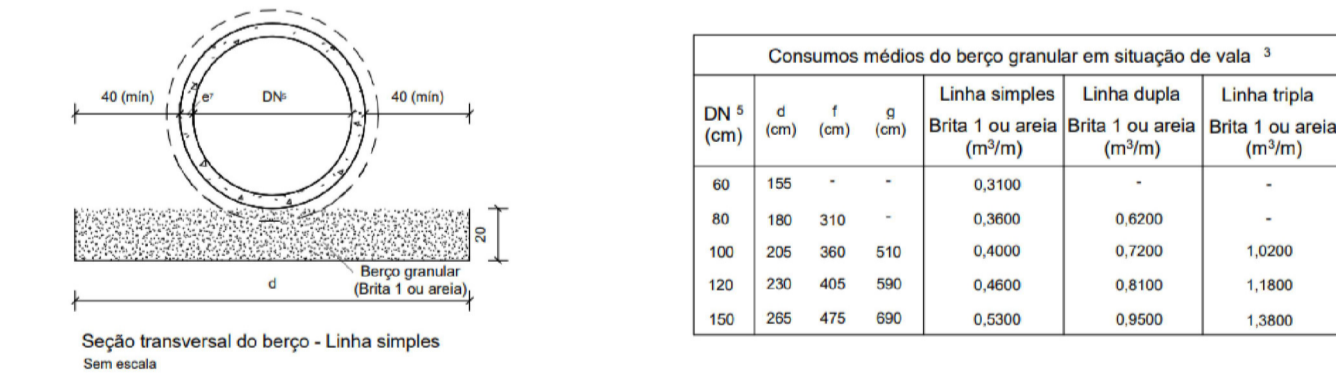 40 (mín)
e⁷
DN⁵
40 (mín)
20
Berço granular
(Brita 1 ou areia)
d
Seção transversal do berço - Linha simples
Sem escala
Consumos médios do berço granular em situação de vala ³
DN ⁵ (cm) d (cm) f (cm) g (cm) Linha simples Brita 1 ou areia (m³/m) Linha dupla Brita 1 ou areia (m³/m) Linha tripla Brita 1 ou areia (m³/m)
60 155 - - 0,3100 - -
80 180 310 - 0,3600 0,6200 -
100 205 360 510 0,4000 0,7200 1,0200
120 230 405 590 0,4600 0,8100 1,1800
150 265 475 690 0,5300 0,9500 1,3800